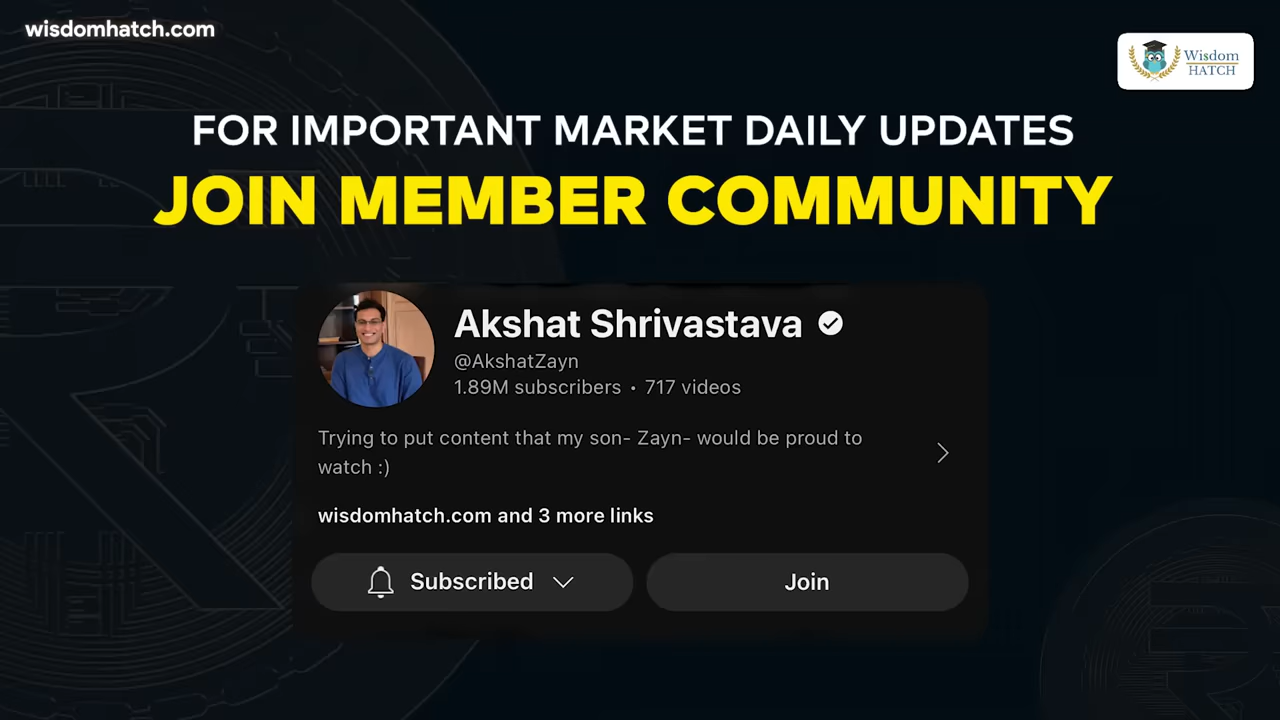 wisdomhatch.com
Wisdom
HATCH
FOR IMPORTANT MARKET DAILY UPDATES
JOIN MEMBER COMMUNITY
Akshat Shrivastava
@AkshatZayn
1.89M subscribers • 717 videos
Trying to put content that my son- Zayn- would be proud to
watch :)
wisdomhatch.com and 3 more links
Subscribed
Join